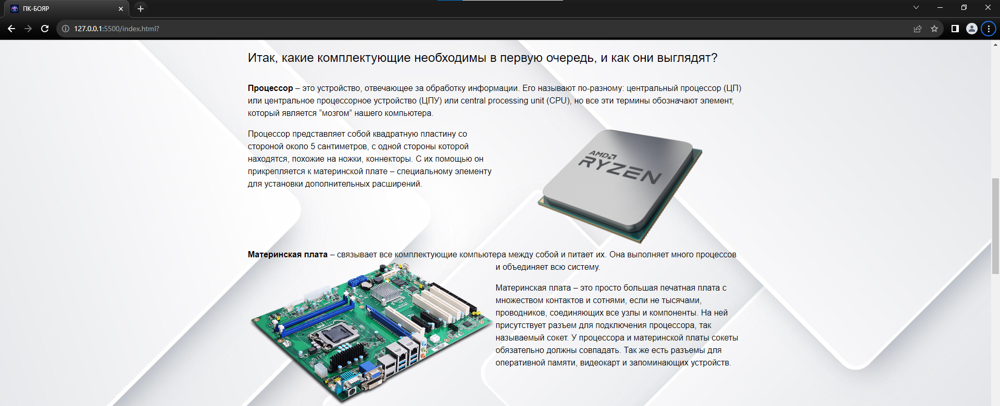 ПК-БОЯР
127.0.0.1:5500/index.html?
Итак, какие комплектующие необходимы в первую очередь, и как они выглядят?
Процессор – это устройство, отвечающее за обработку информации. Его называют по-разному: центральный процессор (ЦП)
или центральное процессорное устройство (ЦПУ) или central processing unit (CPU), но все эти термины обозначают элемент,
который является “мозгом” нашего компьютера.
Процессор представляет собой квадратную пластину со
стороной около 5 сантиметров, с одной стороны которой
находятся, похожие на ножки, коннекторы. С их помощью он
прикрепляется к материнской плате – специальному элементу
для установки дополнительных расширений.
AMD
RYZEN
Материнская плата – связывает все комплектующие компьютера между собой и питает их. Она выполняет много процессов
и объединяет всю систему.
Материнская плата – это просто большая печатная плата с
множеством контактов и сотнями, если не тысячами,
проводников, соединяющих все узлы и компоненты. На ней
присутствует разъем для подключения процессора, так
называемый сокет. У процессора и материнской платы сокеты
обязательно должны совпадать. Так же есть разъемы для
оперативной памяти, видеокарт и запоминающих устройств.